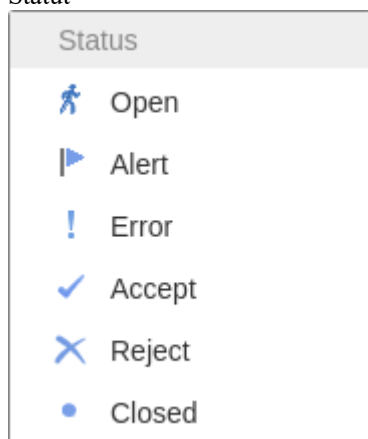 Status
Open
Alert
Error
Accept
Reject
Closed